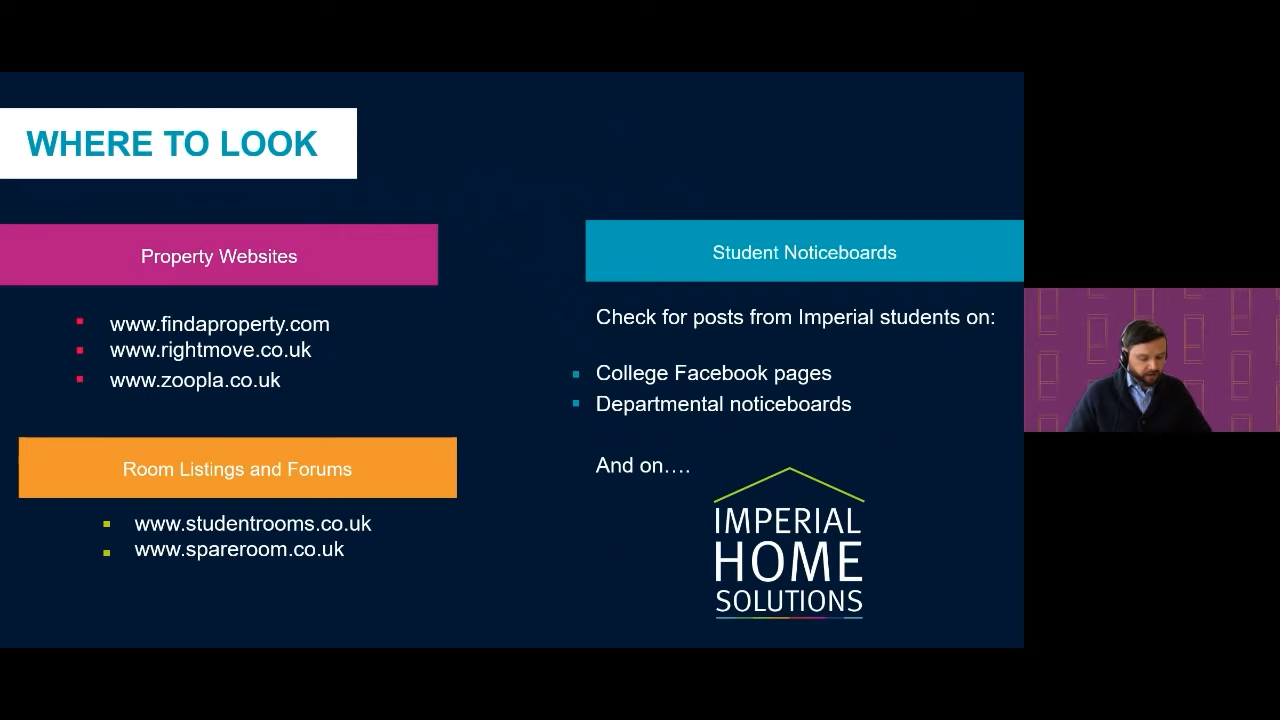 WHERE TO LOOK
Property Websites
www.findaproperty.com
www.rightmove.co.uk
www.zoopla.co.uk
Room Listings and Forums
www.studentrooms.co.uk
www.spareroom.co.uk
Student Noticeboards
Check for posts from Imperial students on:
College Facebook pages
Departmental noticeboards
And on....
IMPERIAL
HOME
SOLUTIONS